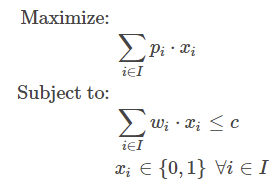 Maximize:
∑_{i∈I} p_i · x_i
Subject to:
∑_{i∈I} w_i · x_i ≤ c
x_i ∈ {0,1} ∀i ∈ I